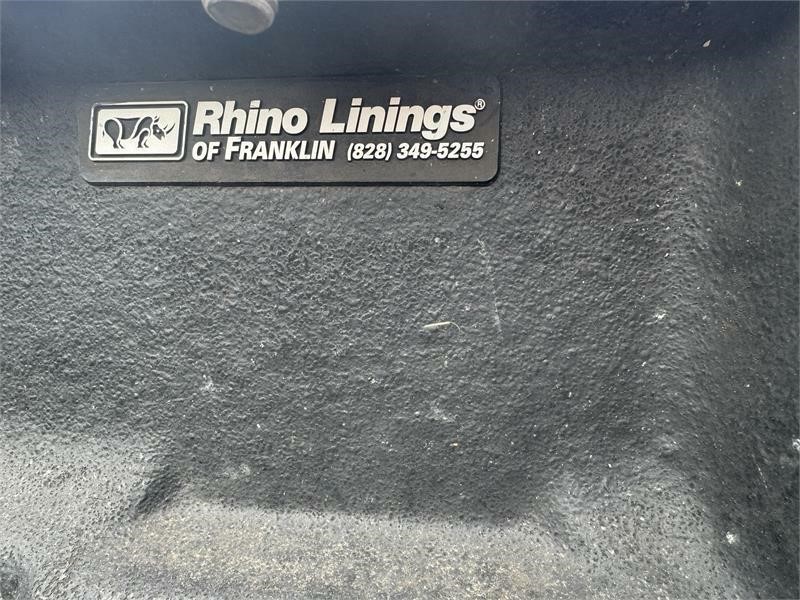 Rhino Linings®
OF FRANKLIN (828) 349-5255